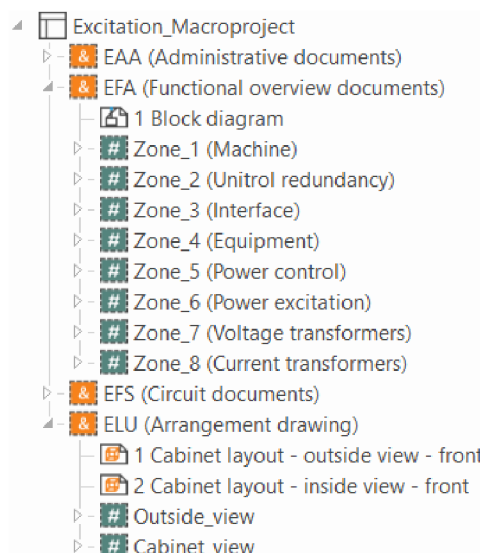 Excitation_Macroproject
& EAA (Administrative documents)
& EFA (Functional overview documents)
1 Block diagram
# Zone_1 (Machine)
# Zone_2 (Unitrol redundancy)
# Zone_3 (Interface)
# Zone_4 (Equipment)
# Zone_5 (Power control)
# Zone_6 (Power excitation)
# Zone_7 (Voltage transformers)
# Zone_8 (Current transformers)
& EFS (Circuit documents)
& ELU (Arrangement drawing)
1 Cabinet layout - outside view - front
2 Cabinet layout - inside view - front
# Outside_view
# Cabinet_view